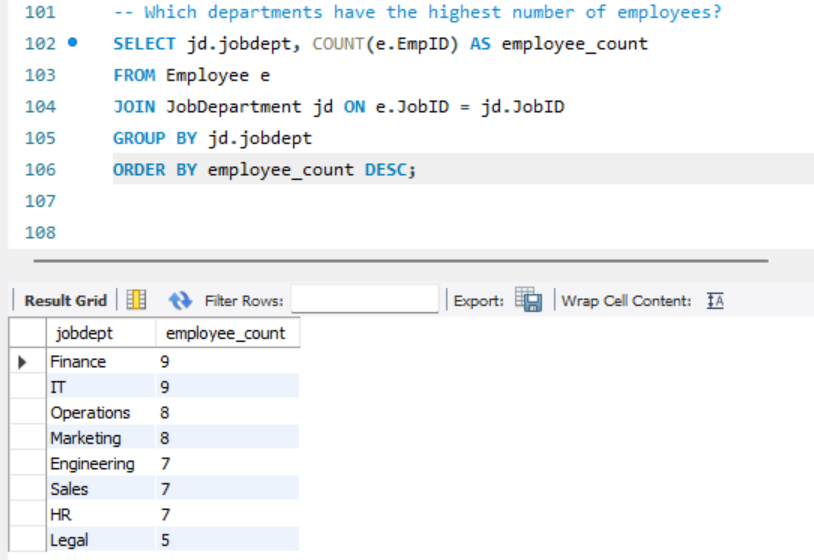 101 -- Which departments have the highest number of employees?
102 SELECT jd.jobdept, COUNT(e.EmpID) AS employee_count
103 FROM Employee e
104 JOIN JobDepartment jd ON e.JobID = jd.JobID
105 GROUP BY jd.jobdept
106 ORDER BY employee_count DESC;
107
108
Result Grid Filter Rows: Export: Wrap Cell Content: IA
jobdept employee_count
Finance 9
IT 9
Operations 8
Marketing 8
Engineering 7
Sales 7
HR 7
Legal 5